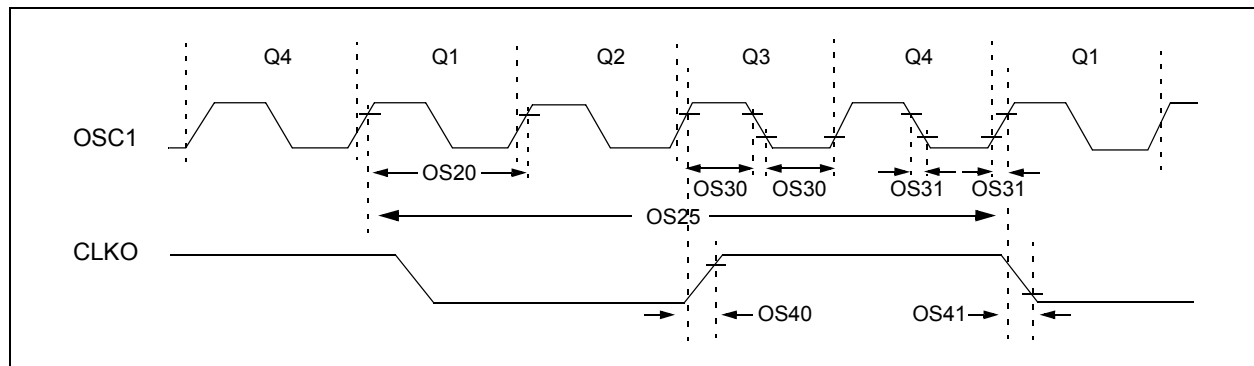 Q4 Q1 Q2 Q3 Q4 Q1
OSC1
OS20 OS30 OS30 OS31 OS31
OS25
CLKO
OS40 OS41